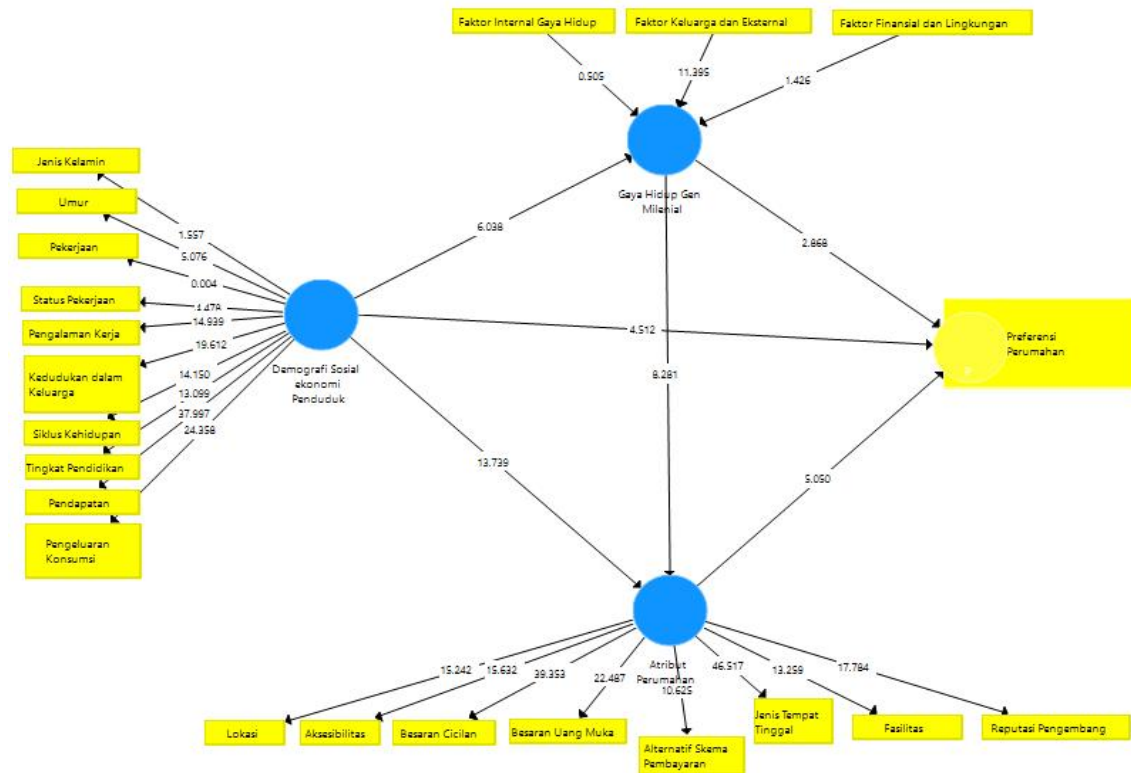 Faktor Internal Gaya Hidup
Faktor Keluarga dan Eksternal
Faktor Finansial dan Lingkungan
0.505
11.395
1.426
Jenis Kelamin
Umur
Pekerjaan
Status Pekerjaan
Pengalaman Kerja
Kedudukan dalam
Keluarga
Siklus Kehidupan
Tingkat Pendidikan
Pendapatan
Pengeluaran
Konsumsi
1.557
5.076
0.004
14.939
19.612
14.150
13.099
37.997
24.358
Demografi Sosial
ekonomi
Penduduk
Gaya Hidup Gen
Milenial
6.038
2.868
4.512
8.281
13.739
5.050
Preferensi
Perumahan
Atribut
Perumahan
15.242
15.632
39.353
22.487
10.625
46.517
13.259
17.784
Lokasi
Aksesibilitas
Besaran Cicilan
Besaran Uang Muka
Alternatif Skema
Pembayaran
Jenis Tempat
Tinggal
Fasilitas
Reputasi Pengembang